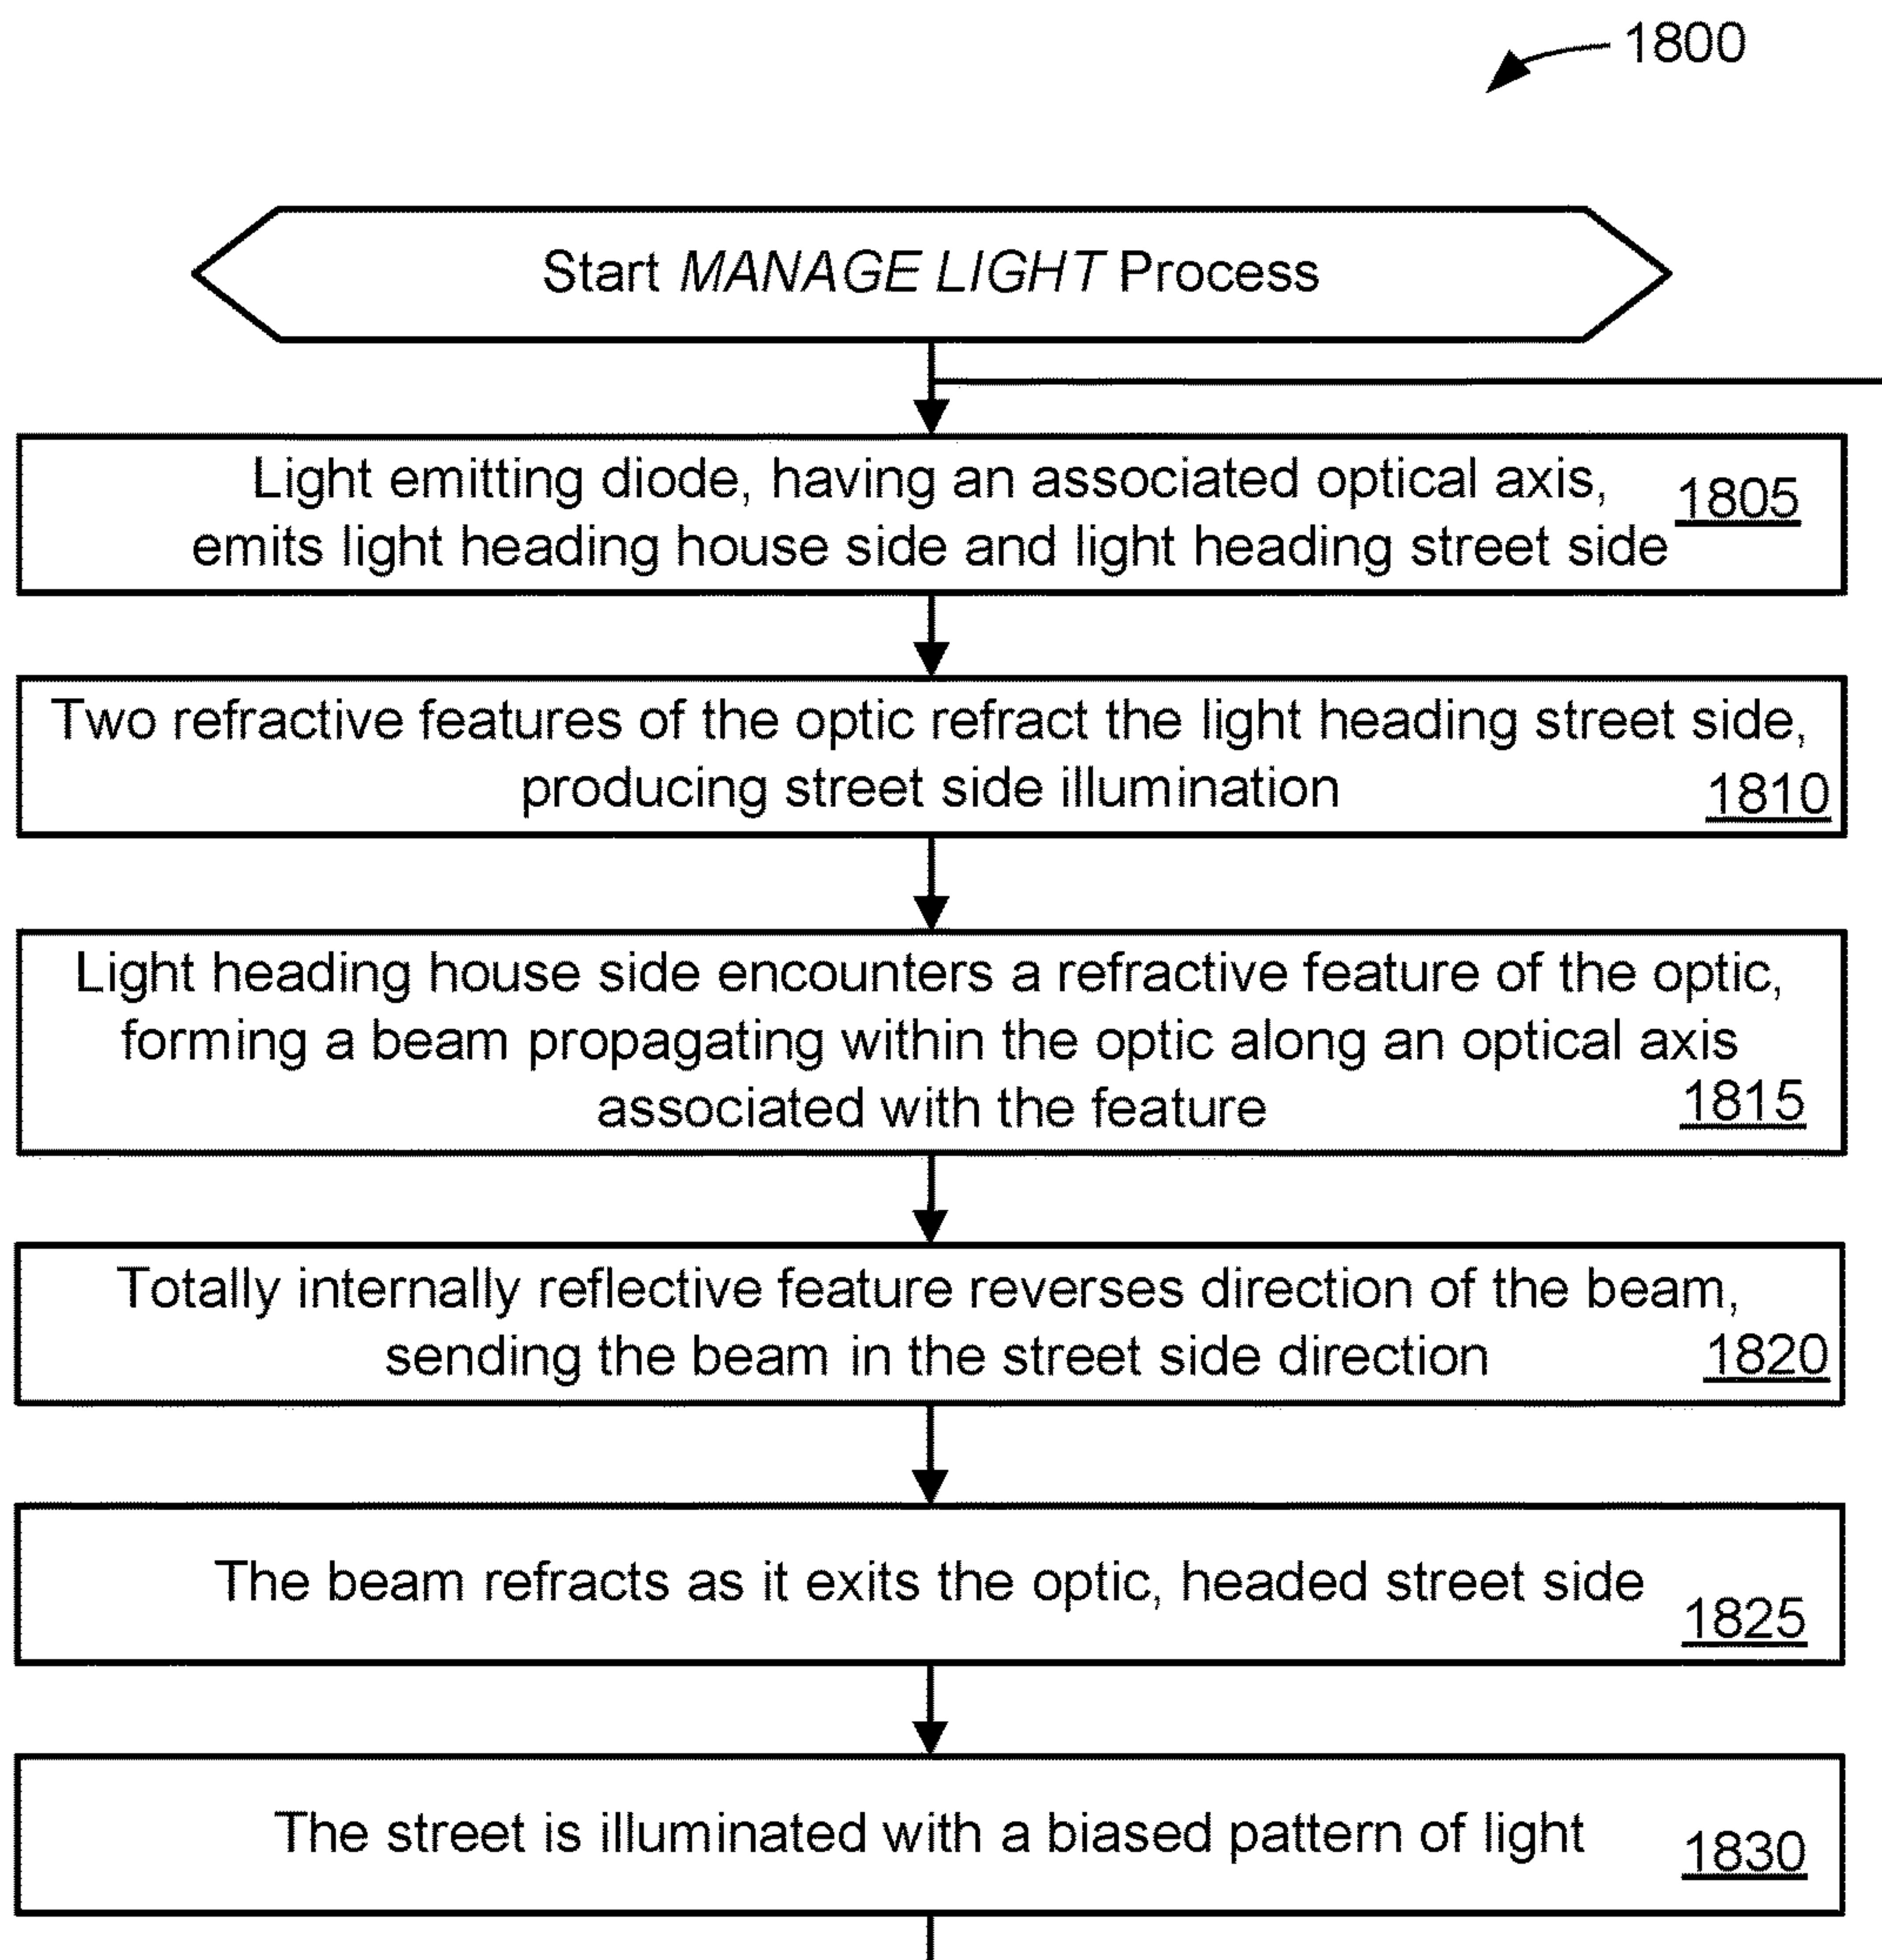 1800
Start MANAGE LIGHT Process
Light emitting diode, having an associated optical axis,
emits light heading house side and light heading street side
1805
Two refractive features of the optic refract the light heading street side,
producing street side illumination
1810
Light heading house side encounters a refractive feature of the optic,
forming a beam propagating within the optic along an optical axis
associated with the feature
1815
Totally internally reflective feature reverses direction of the beam,
sending the beam in the street side direction
1820
The beam refracts as it exits the optic, headed street side
1825
The street is illuminated with a biased pattern of light
1830